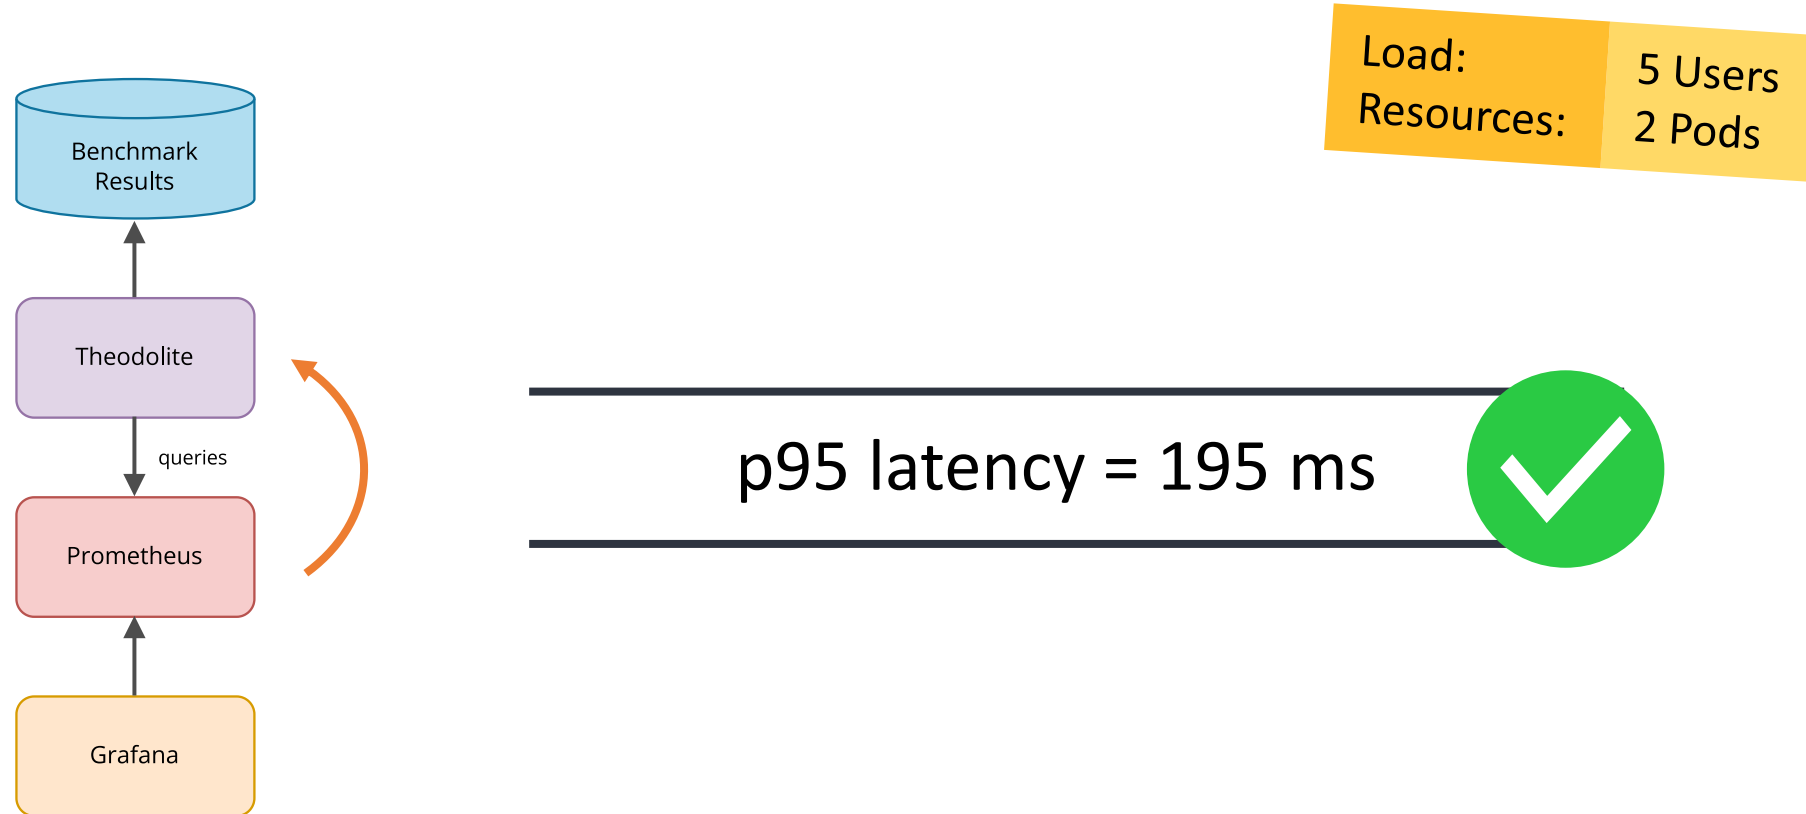 Load: 5 Users
Resources: 2 Pods
Benchmark
Results
Theodolite
queries
Prometheus
Grafana
p95 latency = 195 ms